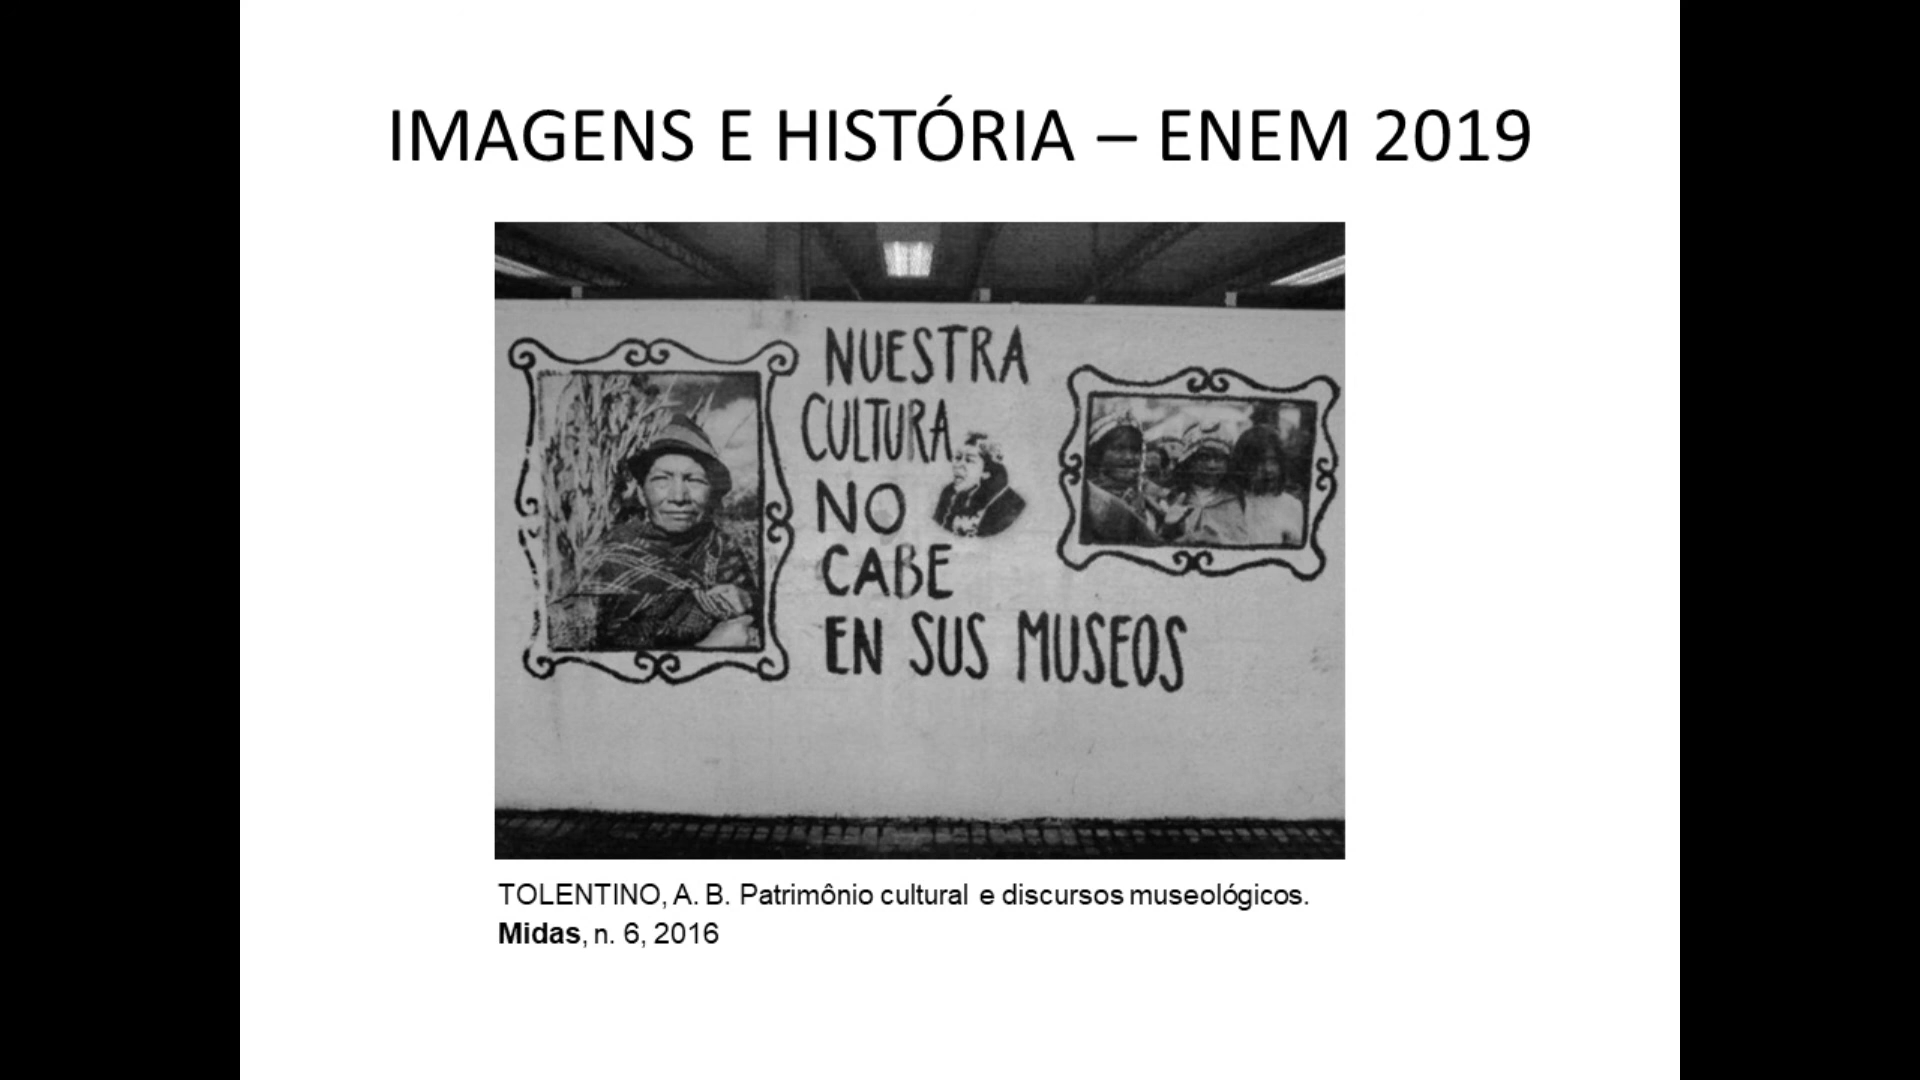 IMAGENS E HISTÓRIA – ENEM 2019
NUESTRA
CULTURA
NO
CABE
EN SUS MUSEOS
TOLENTINO, A. B. Patrimônio cultural e discursos museológicos.
Midas, n. 6, 2016